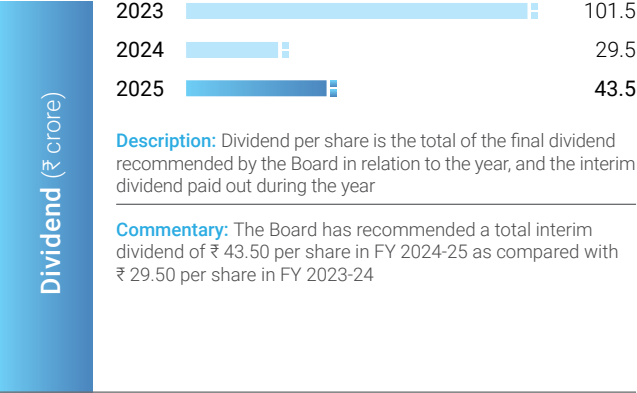 Dividend (₹ crore)
2023 101.5
2024 29.5
2025 43.5
Description: Dividend per share is the total of the final dividend
recommended by the Board in relation to the year, and the interim
dividend paid out during the year
Commentary: The Board has recommended a total interim
dividend of ₹ 43.50 per share in FY 2024-25 as compared with
₹ 29.50 per share in FY 2023-24